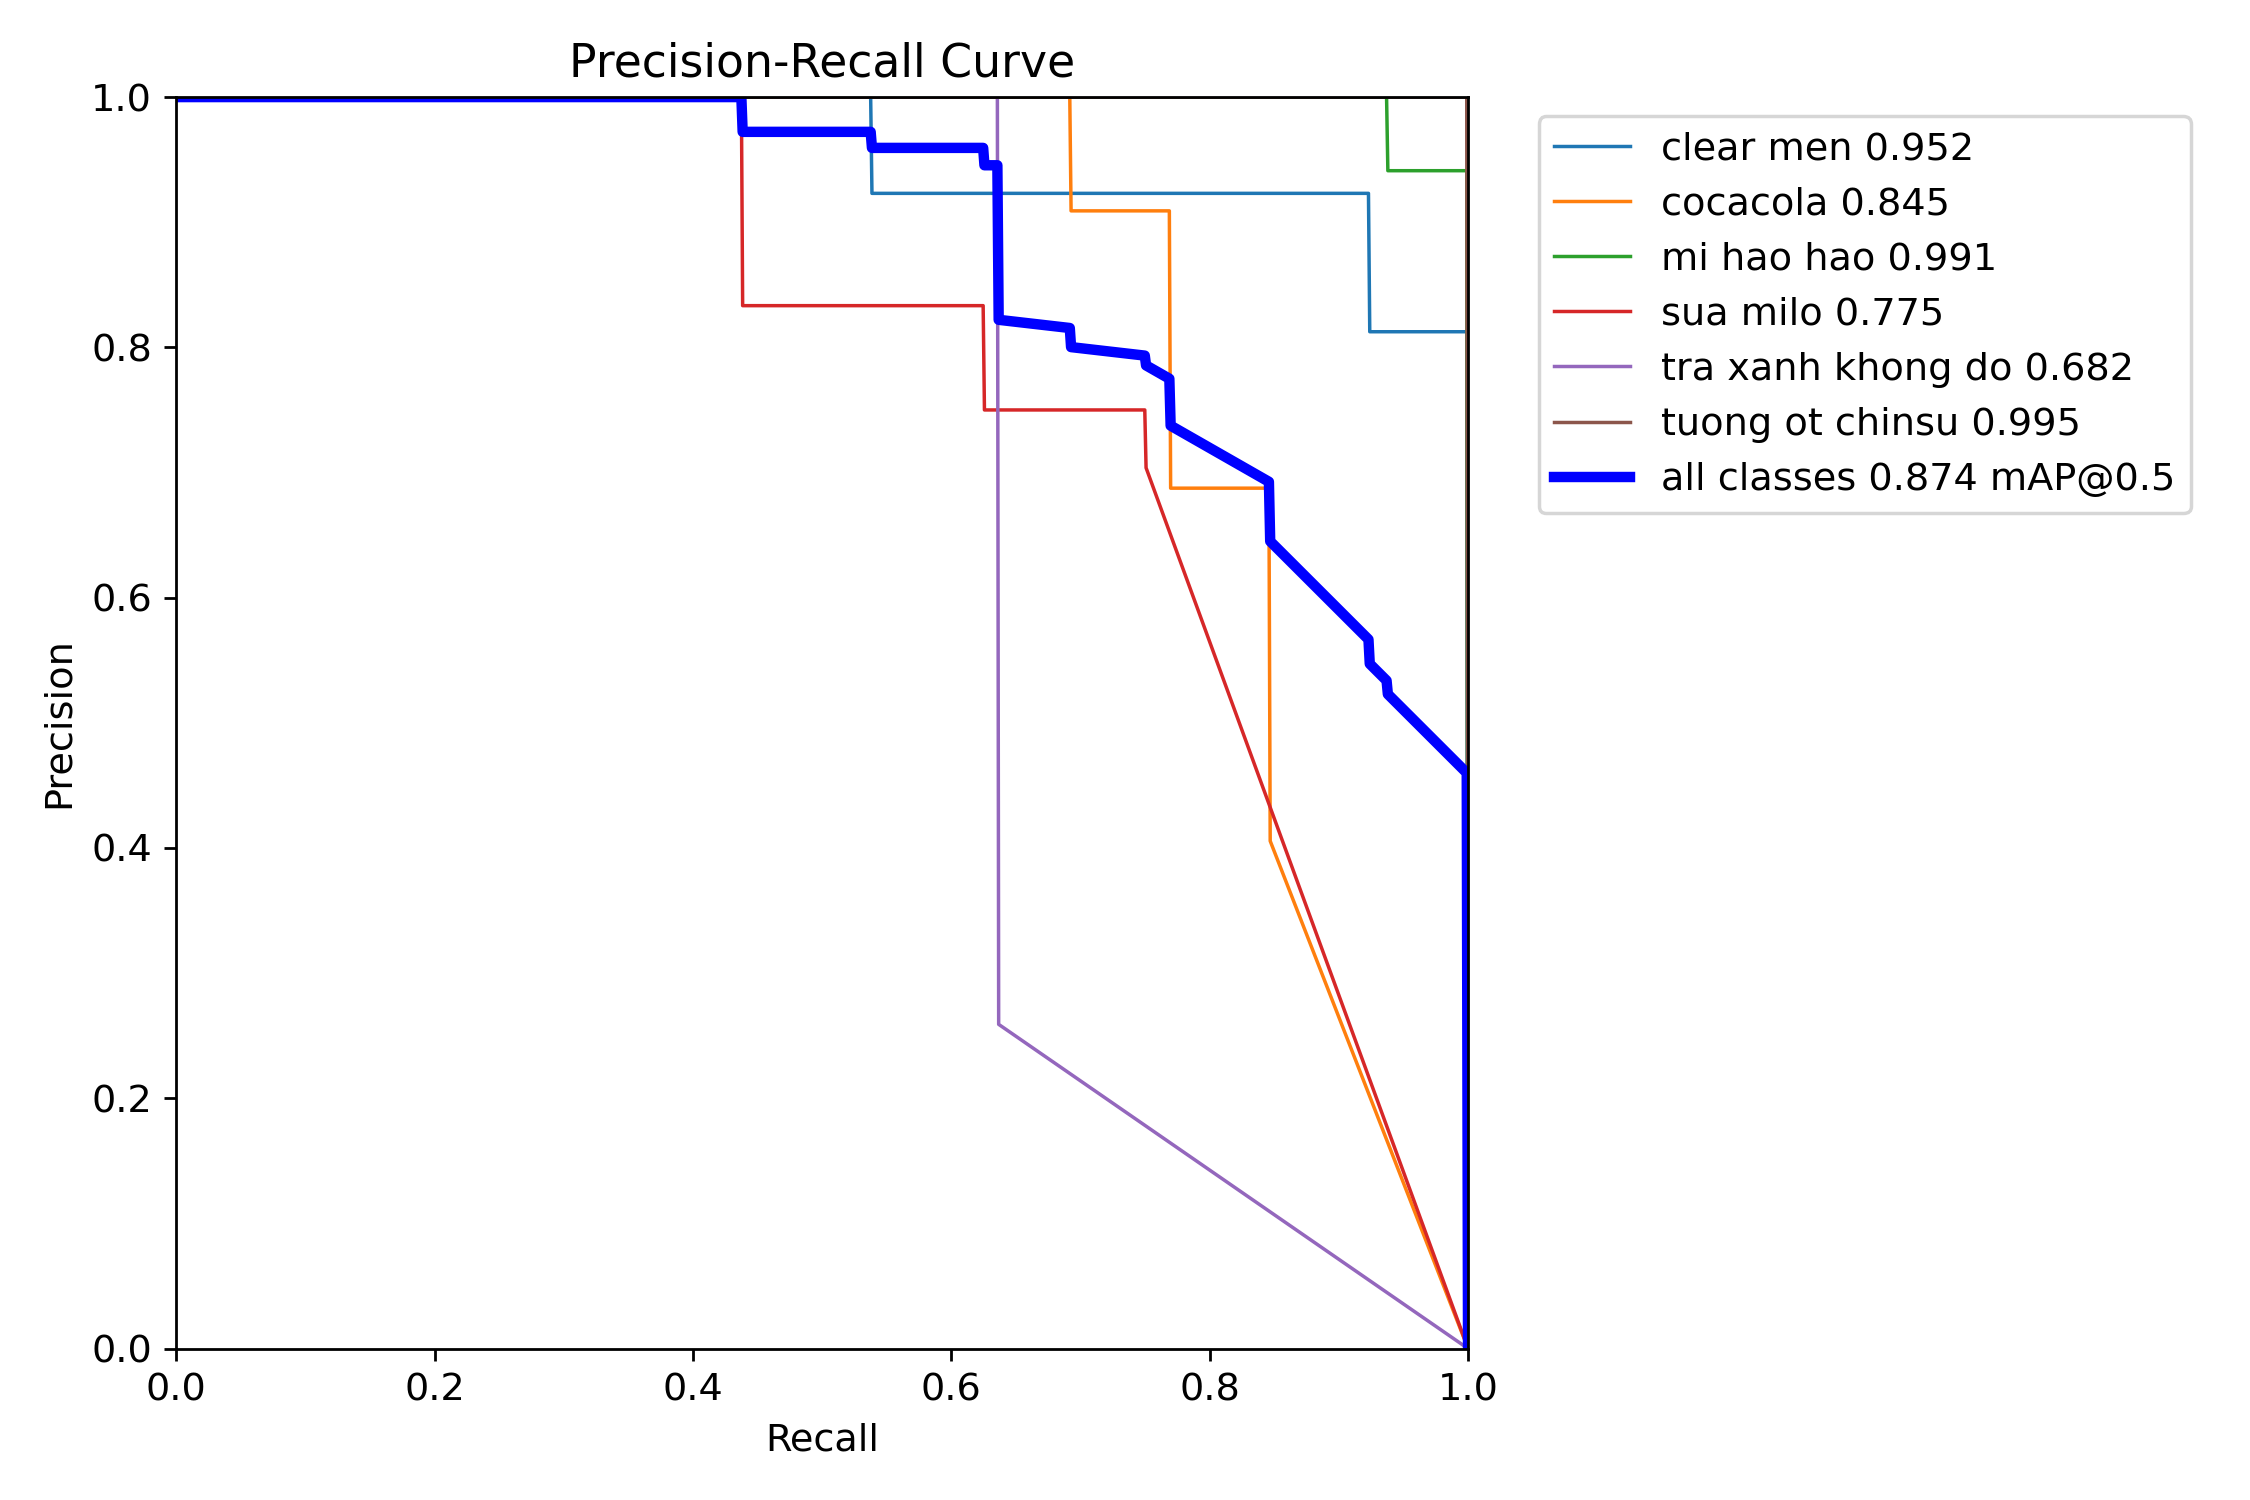 Precision-Recall Curve
1.0
0.8
0.6
0.4
0.2
0.0
Precision
0.0 0.2 0.4 0.6 0.8 1.0
Recall
clear men 0.952
cocacola 0.845
mi hao hao 0.991
sua milo 0.775
tra xanh khong do 0.682
tuong ot chinsu 0.995
all classes 0.874 mAP@0.5